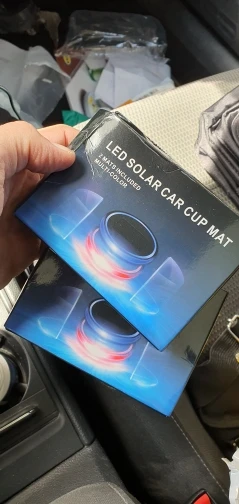 LED SOLAR CAR CUP MAT
2 MATS INCLUDED
MULTI-COLOR